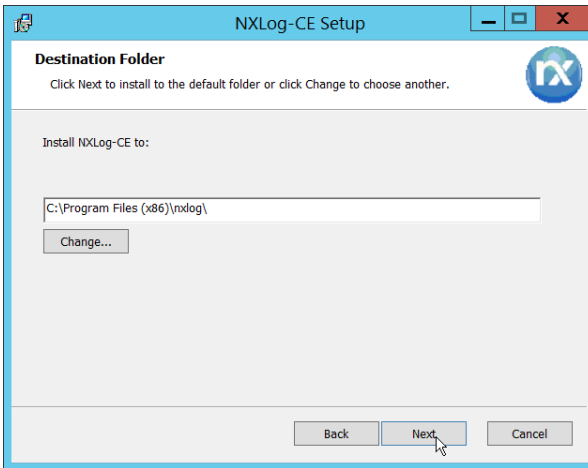 NXLog-CE Setup
Destination Folder
Click Next to install to the default folder or click Change to choose another.
nx
Install NXLog-CE to:
C:\Program Files (x86)\nxlog\
Change...
Back Next Cancel